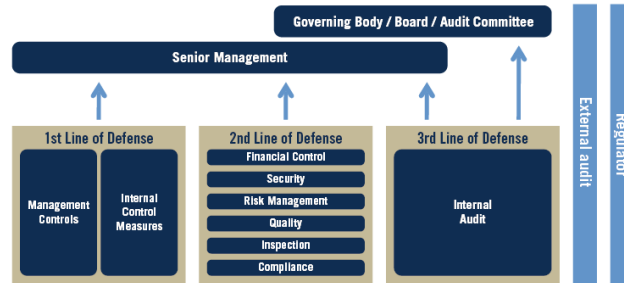 Governing Body / Board / Audit Committee
Senior Management
1st Line of Defense
Management
Controls
Internal
Control
Measures
2nd Line of Defense
Financial Control
Security
Risk Management
Quality
Inspection
Compliance
3rd Line of Defense
Internal
Audit
External audit
Regulator